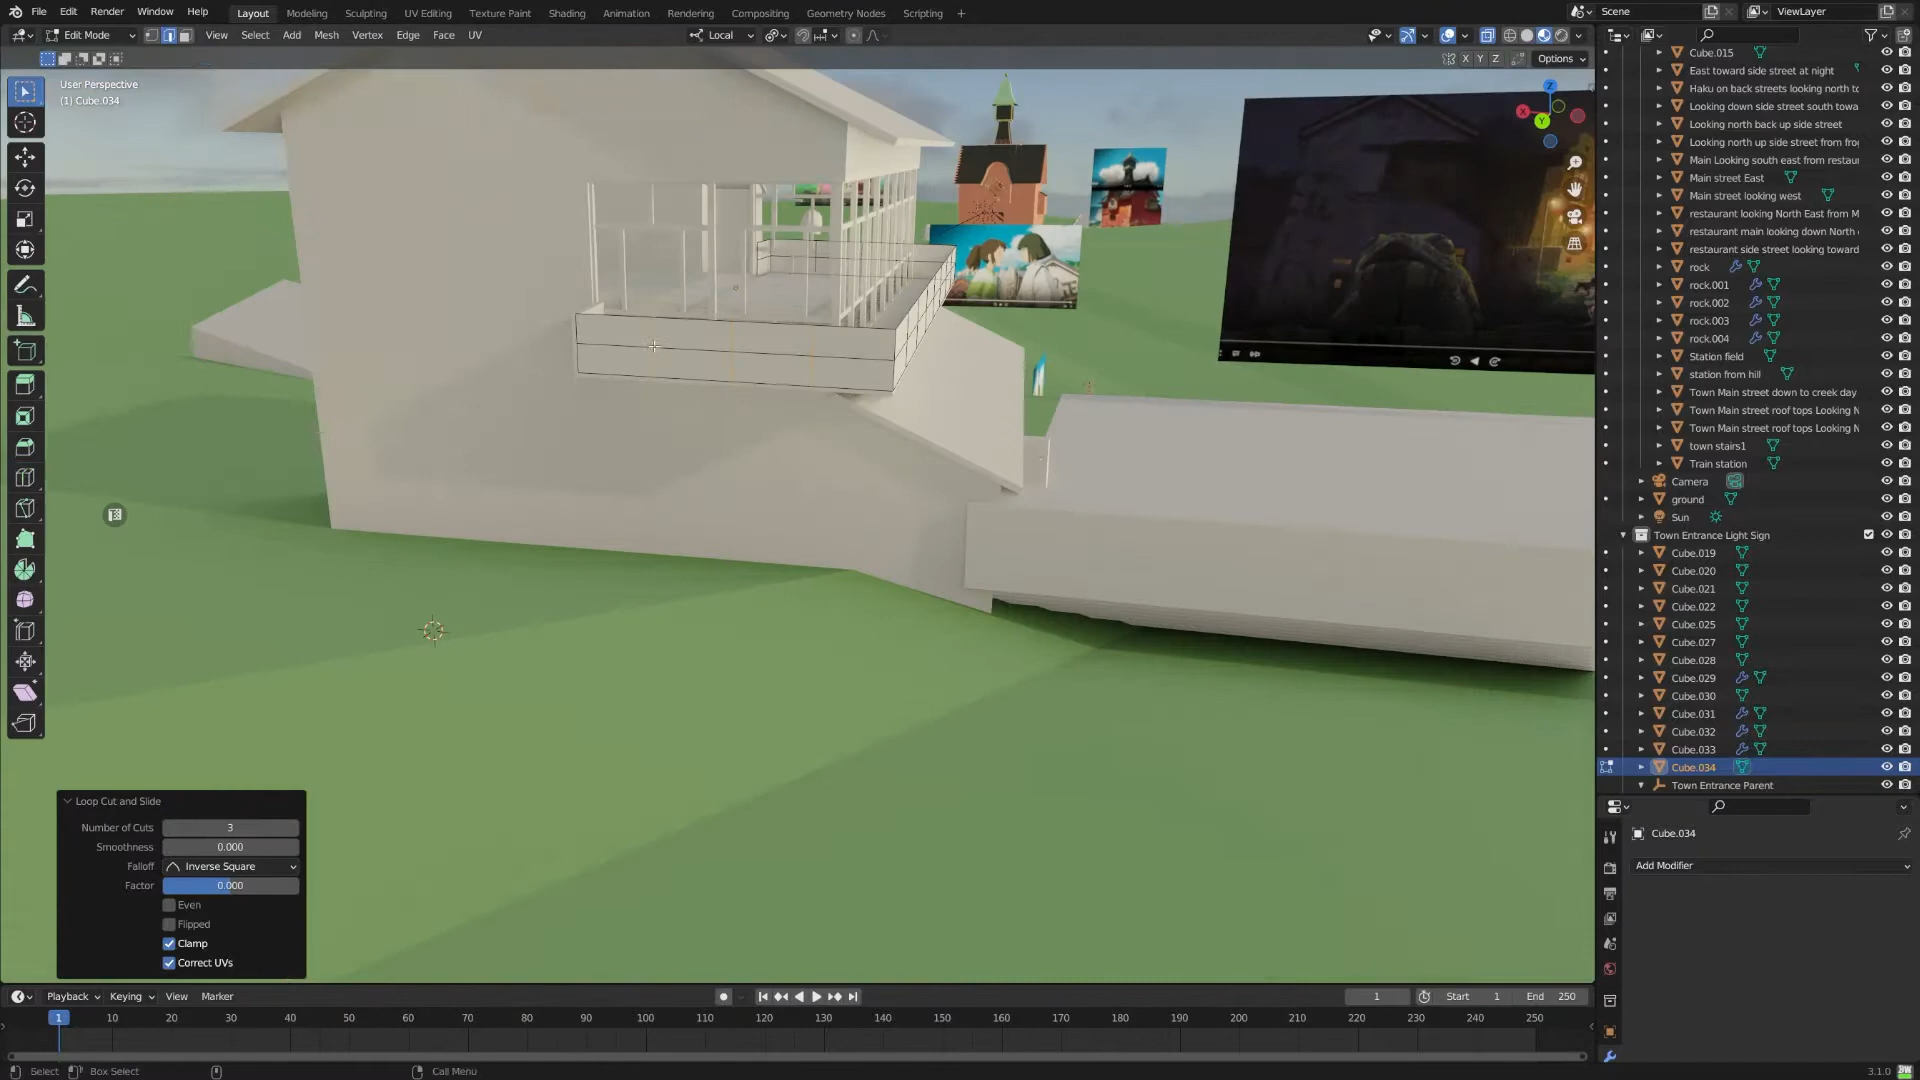 File Edit Render Window Help
Layout Modeling Sculpting UV Editing Texture Paint Shading Animation Rendering Compositing Geometry Nodes Scripting +
Scene
ViewLayer
Edit Mode
View Select Add Mesh Vertex Edge Face UV
Local
X Y Z
Options
User Perspective
(1) Cube.034
Z
X
Y
Cube.015
East toward side street at night
Haku on back streets looking north to
Looking down side street south towa
Looking north back up side street
Looking north up side street from fro
Main Looking south east from restaur
Main street East
Main street looking west
restaurant looking North East from M
restaurant main looking down North
restaurant side street looking toward
rock
rock.001
rock.002
rock.003
rock.004
Station field
station from hill
Town Main street down to creek day
Town Main street roof tops Looking N
Town Main street roof tops Looking N
town stairs1
Train station
Camera
ground
Sun
Town Entrance Light Sign
Cube.019
Cube.020
Cube.021
Cube.022
Cube.025
Cube.027
Cube.028
Cube.029
Cube.030
Cube.031
Cube.032
Cube.033
Cube.034
Town Entrance Parent
Cube.034
Add Modifier
Loop Cut and Slide
Number of Cuts 3
Smoothness 0.000
Falloff Inverse Square
Factor 0.000
Even
Flipped
Clamp
Correct UVs
Playback Keying View Marker
1 Start 1 End 250
1 10 20 30 40 50 60 70 80 90 100 110 120 130 140 150 160 170 180 190 200 210 220 230 240 250
Select Box Select Call Menu
3.1.0